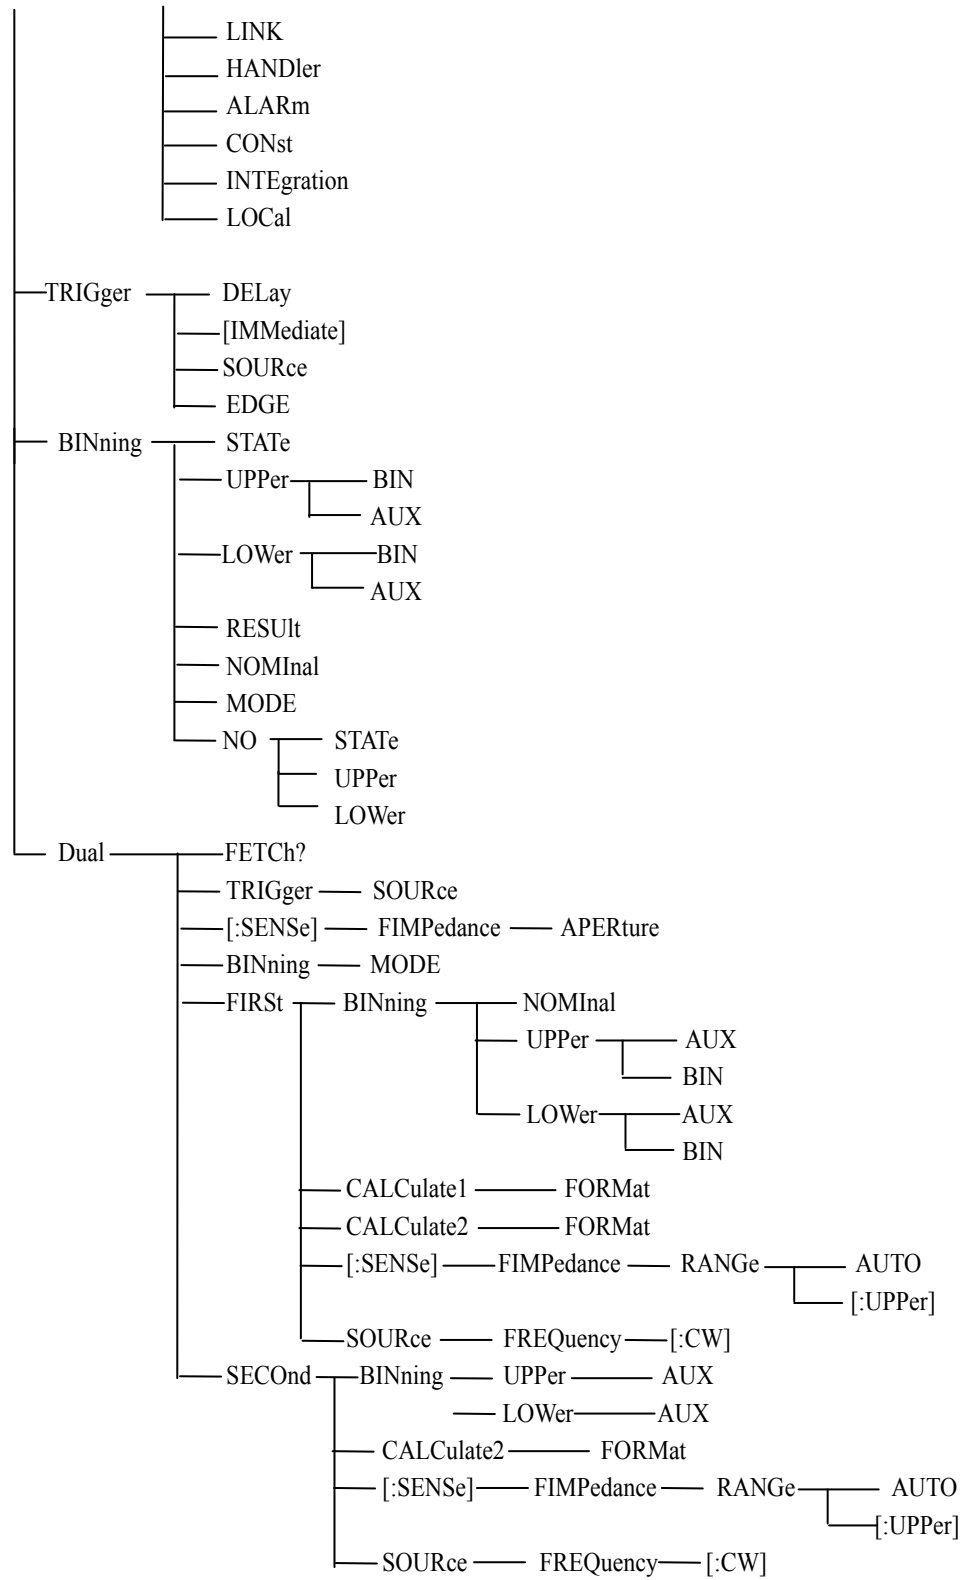 LINK
HANDler
ALARm
CONst
INTEgration
LOCal
TRIGger DELay
[IMMediate]
SOURce
EDGE
BINning STATe
UPPer BIN
AUX
LOWer BIN
AUX
RESUlt
NOMInal
MODE
NO STATe
UPPer
LOWer
Dual FETCh?
TRIGger SOURce
[:SENSe] FIMPedance APERture
BINning MODE
FIRSt BINning NOMInal
UPPer AUX
BIN
LOWer AUX
BIN
CALCulate1 FORMat
CALCulate2 FORMat
[:SENSe] FIMPedance RANGe AUTO
[:UPPer]
SOURce FREQuency [:CW]
SECOnd BINning UPPer AUX
LOWer AUX
CALCulate2 FORMat
[:SENSe] FIMPedance RANGe AUTO
[:UPPer]
SOURce FREQuency [:CW]